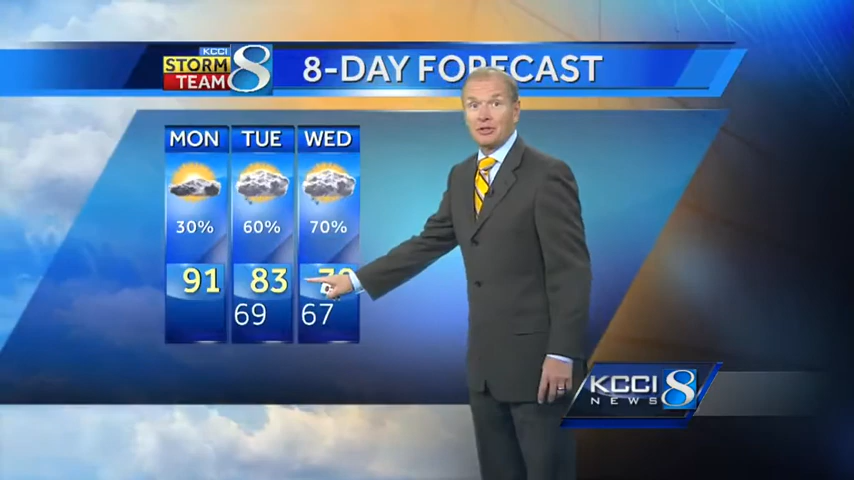 KCCI
STORM
TEAM 8
8-DAY FORECAST
MON TUE WED
30% 60% 70%
91 83
69 67
KCCI 8
NEWS